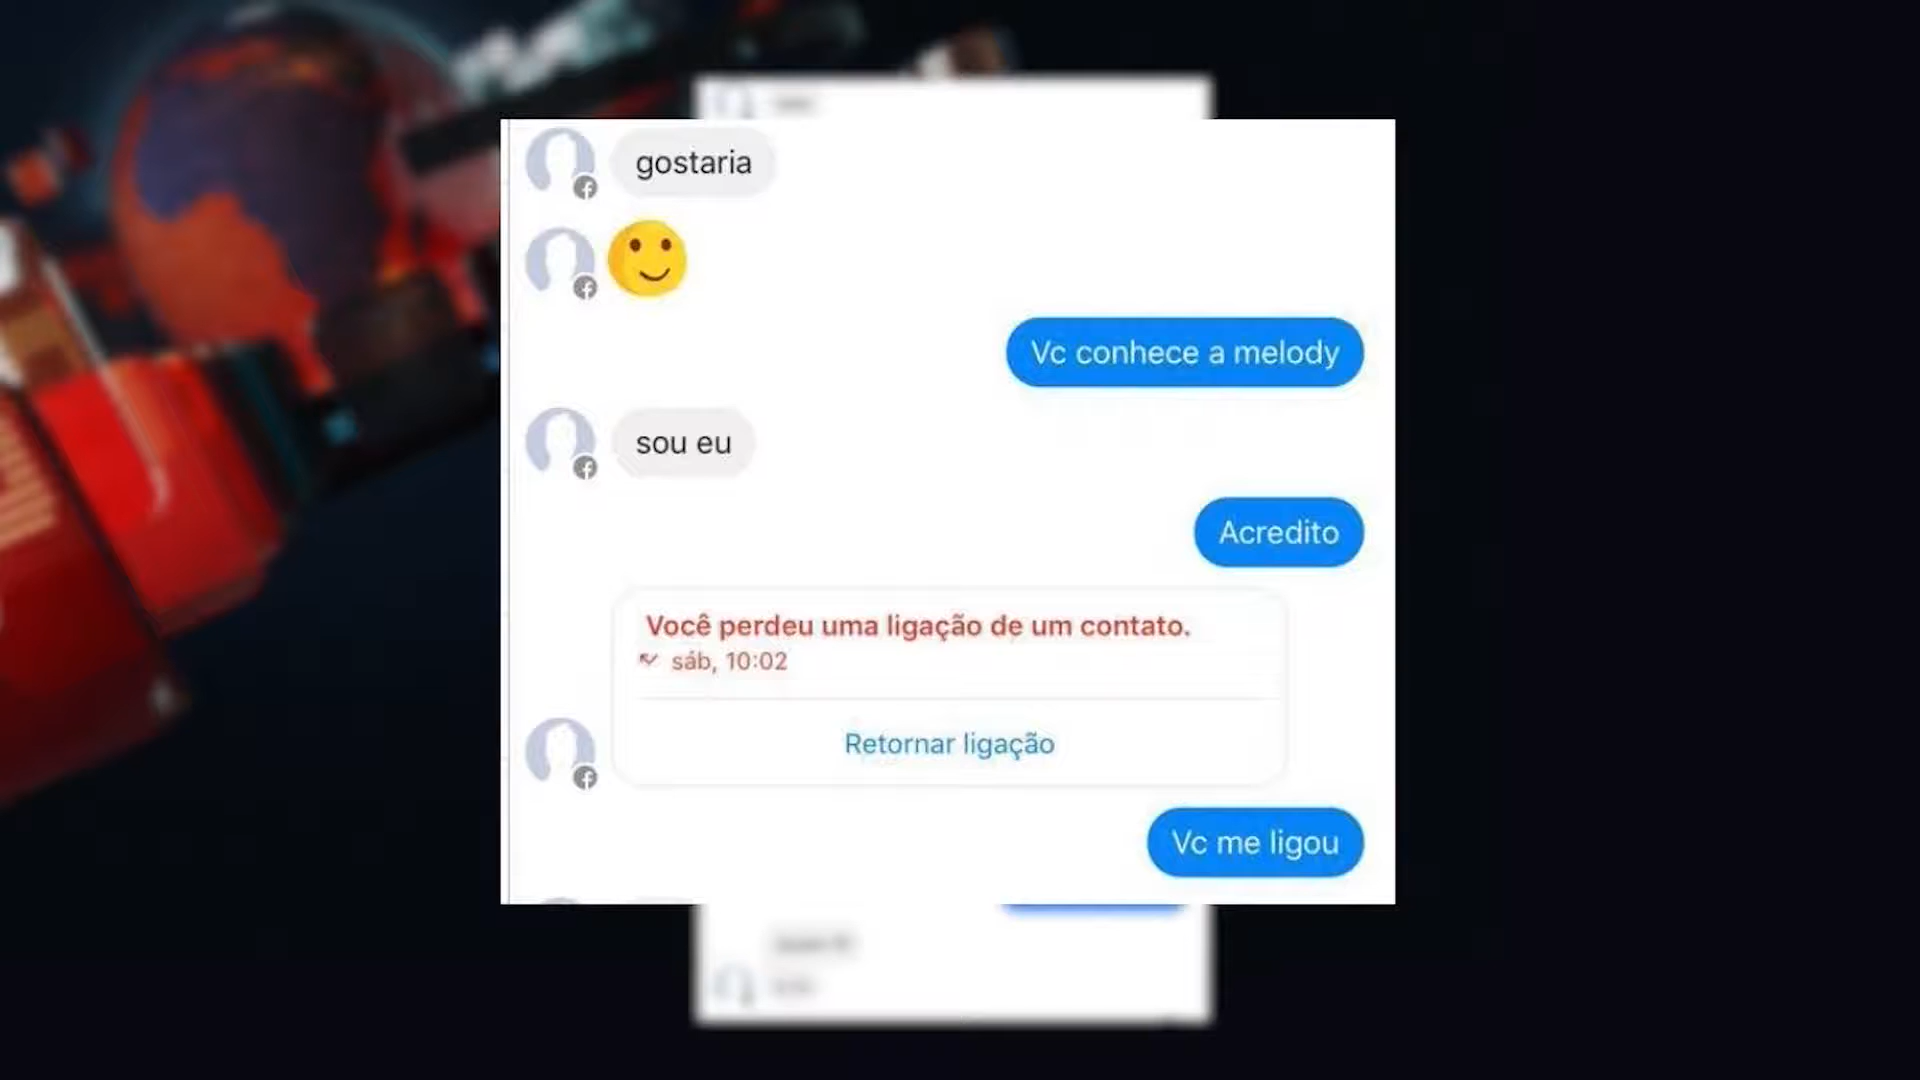 gostaria
Vc conhece a melody
sou eu
Acredito
Você perdeu uma ligação de um contato.
sáb, 10:02
Retornar ligação
Vc me ligou